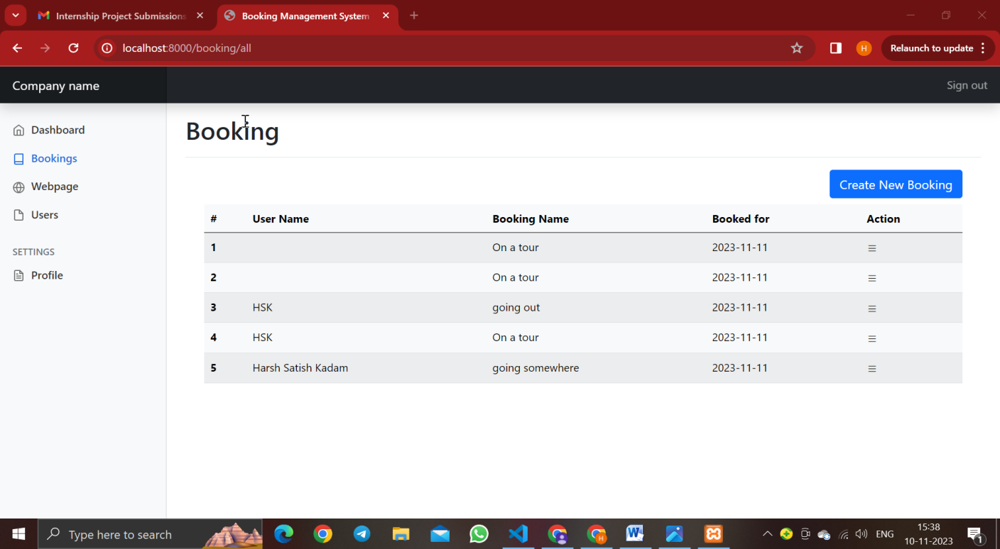 Internship Project Submissions
Booking Management System
localhost:8000/booking/all
H
Relaunch to update
Company name
Sign out
Dashboard
Bookings
Webpage
Users
SETTINGS
Profile
Booking
Create New Booking
# User Name Booking Name Booked for Action
1 On a tour 2023-11-11
2 On a tour 2023-11-11
3 HSK going out 2023-11-11
4 HSK On a tour 2023-11-11
5 Harsh Satish Kadam going somewhere 2023-11-11
Type here to search
ENG
15:38
10-11-2023
1